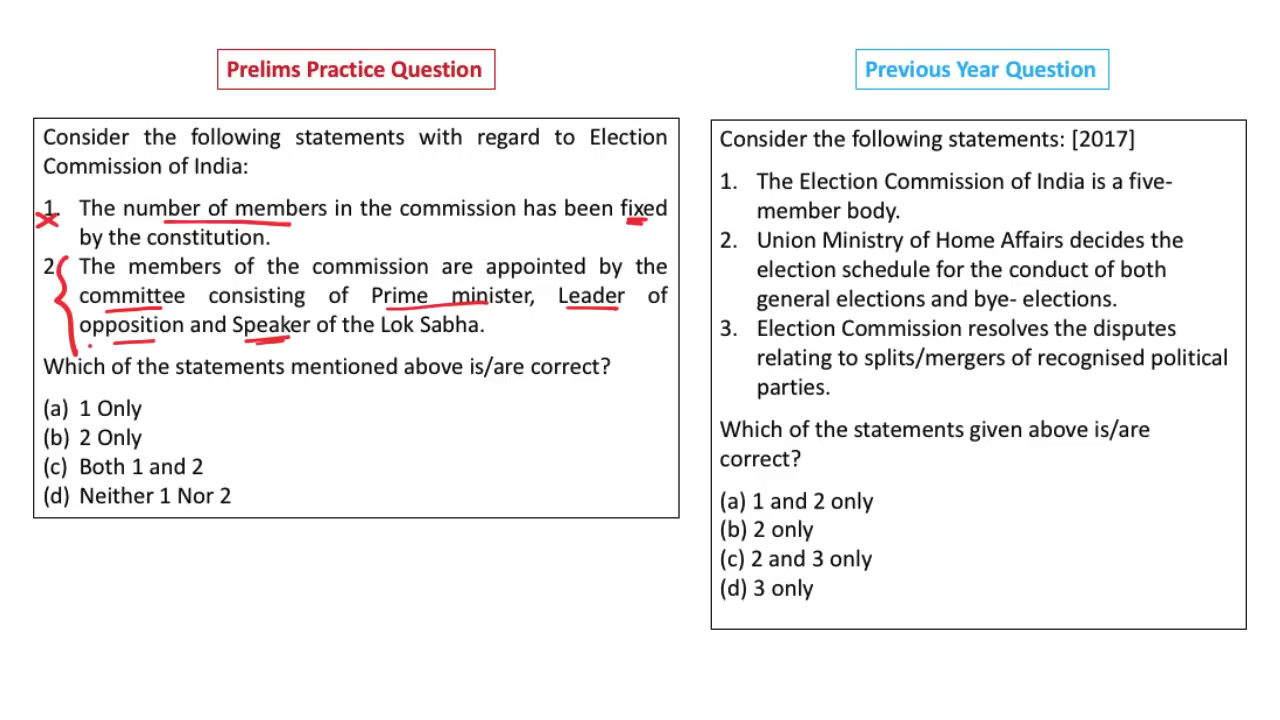 Prelims Practice Question
Consider the following statements with regard to Election
Commission of India:
1. The number of members in the commission has been fixed
by the constitution.
2. The members of the commission are appointed by the
committee consisting of Prime minister, Leader of
opposition and Speaker of the Lok Sabha.
Which of the statements mentioned above is/are correct?
(a) 1 Only
(b) 2 Only
(c) Both 1 and 2
(d) Neither 1 Nor 2
Previous Year Question
Consider the following statements: [2017]
1. The Election Commission of India is a five-
member body.
2. Union Ministry of Home Affairs decides the
election schedule for the conduct of both
general elections and bye- elections.
3. Election Commission resolves the disputes
relating to splits/mergers of recognised political
parties.
Which of the statements given above is/are
correct?
(a) 1 and 2 only
(b) 2 only
(c) 2 and 3 only
(d) 3 only